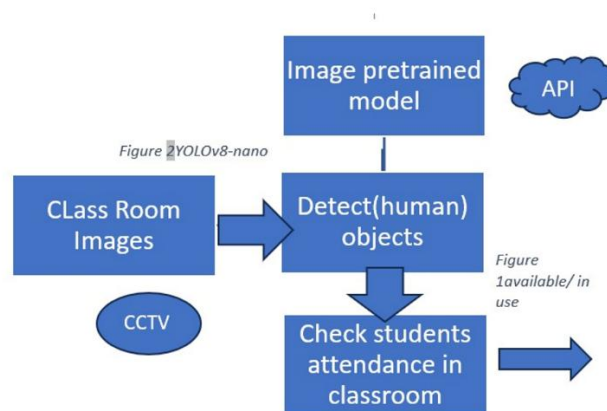 Image pretrained
model
API
Figure 2YOLOv8-nano
CLass Room
Images
Detect(human)
objects
Figure
1available/ in
use
CCTV
Check students
attendance in
classroom